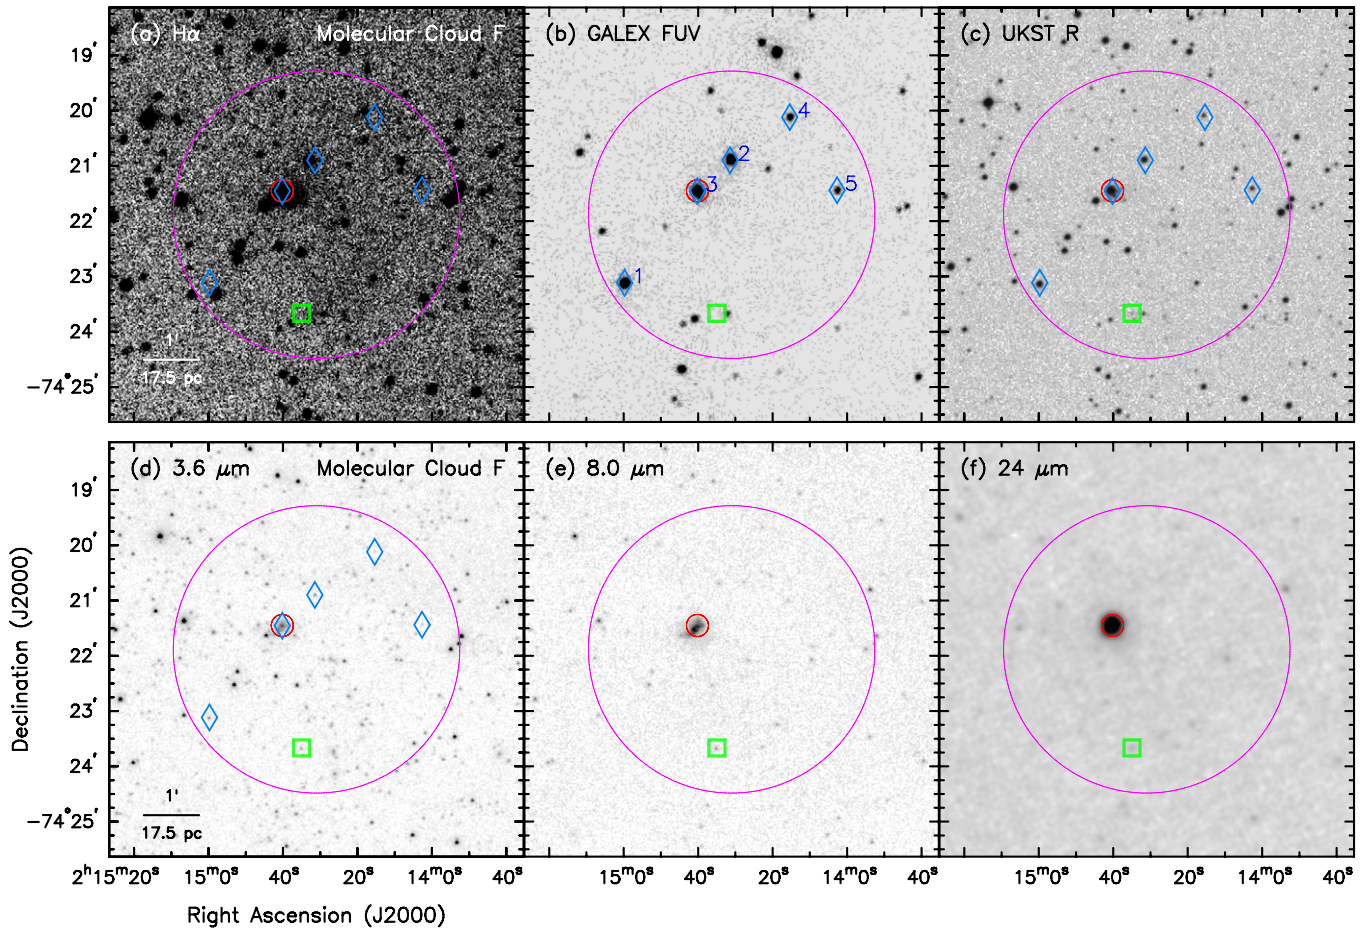 (a) Hα Molecular Cloud F
(b) GALEX FUV
(c) UKST R
19′
20′
21′
22′
23′
24′
−74°25′
1′
17.5 pc
1
2
3
4
5
(d) 3.6 μm Molecular Cloud F
(e) 8.0 μm
(f) 24 μm
19′
20′
21′
22′
23′
24′
−74°25′
1'
17.5 pc
Declination (J2000)
2ʰ15ᵐ20ˢ 15ᵐ0ˢ 40ˢ 20ˢ 14ᵐ0ˢ 40ˢ 15ᵐ0ˢ 40ˢ 20ˢ 14ᵐ0ˢ 40ˢ 15ᵐ0ˢ 40ˢ 20ˢ 14ᵐ0ˢ 40ˢ
Right Ascension (J2000)